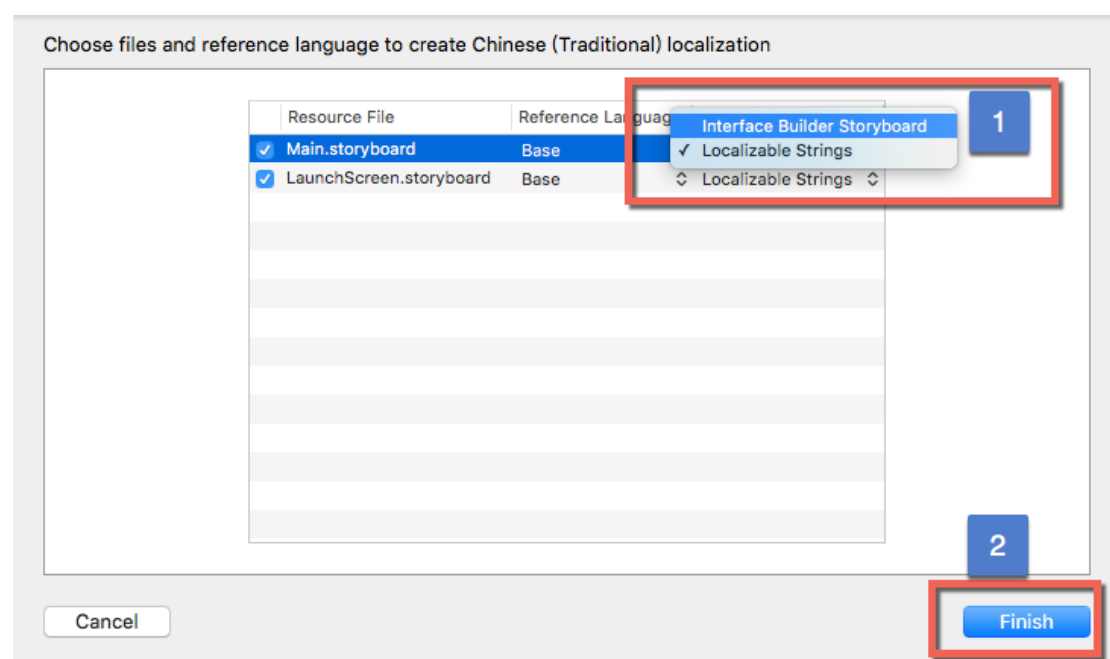 Choose files and reference language to create Chinese (Traditional) localization
Resource File Reference Languag
Interface Builder Storyboard
1
Main.storyboard Base ✓ Localizable Strings
LaunchScreen.storyboard Base Localizable Strings
2
Cancel Finish